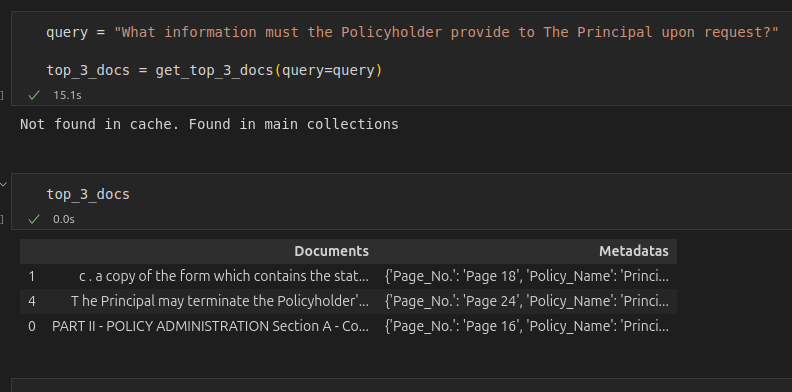 query = "What information must the Policyholder provide to The Principal upon request?"
top_3_docs = get_top_3_docs(query=query)
] 15.1s
Not found in cache. Found in main collections
top_3_docs
] 0.0s
Documents Metadatas
1 c . a copy of the form which contains the stat... {'Page_No.': 'Page 18', 'Policy_Name': 'Princi...
4 T he Principal may terminate the Policyholder'... {'Page_No.': 'Page 24', 'Policy_Name': 'Princi...
0 PART II - POLICY ADMINISTRATION Section A - Co... {'Page_No.': 'Page 16', 'Policy_Name': 'Princi...